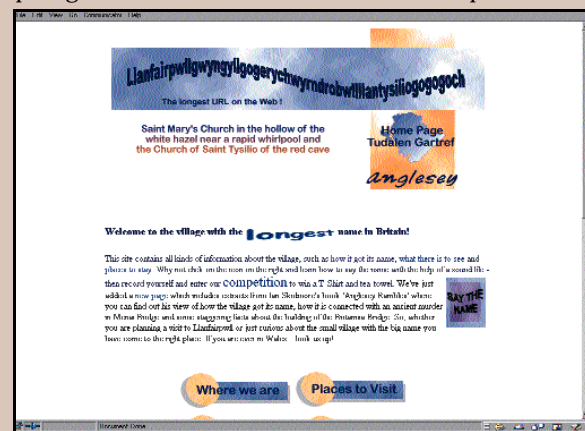 File Edit View Go Communicator Help
Llanfairpwllgwyngyllgogerychwyrndrobwllllantysiliogogogoch
The longest URL on the Web !
Saint Mary's Church in the hollow of the
white hazel near a rapid whirlpool and
the Church of Saint Tysilio of the red cave
Home Page
Tudalen Gartref
anglesey
Welcome to the village with the longest name in Britain!
This site contains all kinds of information about the village, such as how it got its name, what there is to see and
places to stay. Why not click on the icon on the right and learn how to say the name with the help of a sound file -
then record yourself and enter our competition to win a T Shirt and tea towel. We've just
added a new page which includes extracts from Ian Skidmore's book 'Anglesey Rambles' where
you can find out his view of how the village got its name, how it is connected with an ancient murder
in Menai Bridge and some staggering facts about the building of the Britannia Bridge. So, whether
you are planning a visit to Llanfairpwll or just curious about the small village with the big name you
have come to the right place. If you are ever in Wales - look us up!
SAY THE
NAME
Where we are
Places to Visit
Document Done